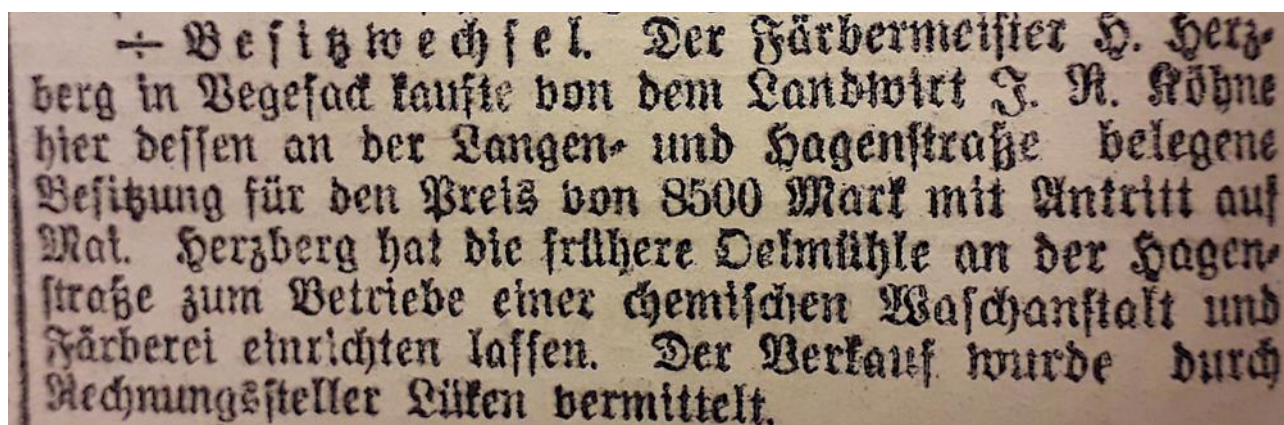 ÷ Besitzwechsel. Der Färbermeister H. Herz-
berg in Vegesack kaufte von dem Landwirt J. R. Köhne
hier dessen an der Langen- und Hagenstraße belegene
Besitzung für den Preis von 8500 Mark mit Antritt auf
Mai. Herzberg hat die frühere Oelmühle an der Hagen-
straße zum Betriebe einer chemischen Waschanstalt und
Färberei einrichten lassen. Der Verkauf wurde durch
Rechnungssteller Lüken vermittelt.